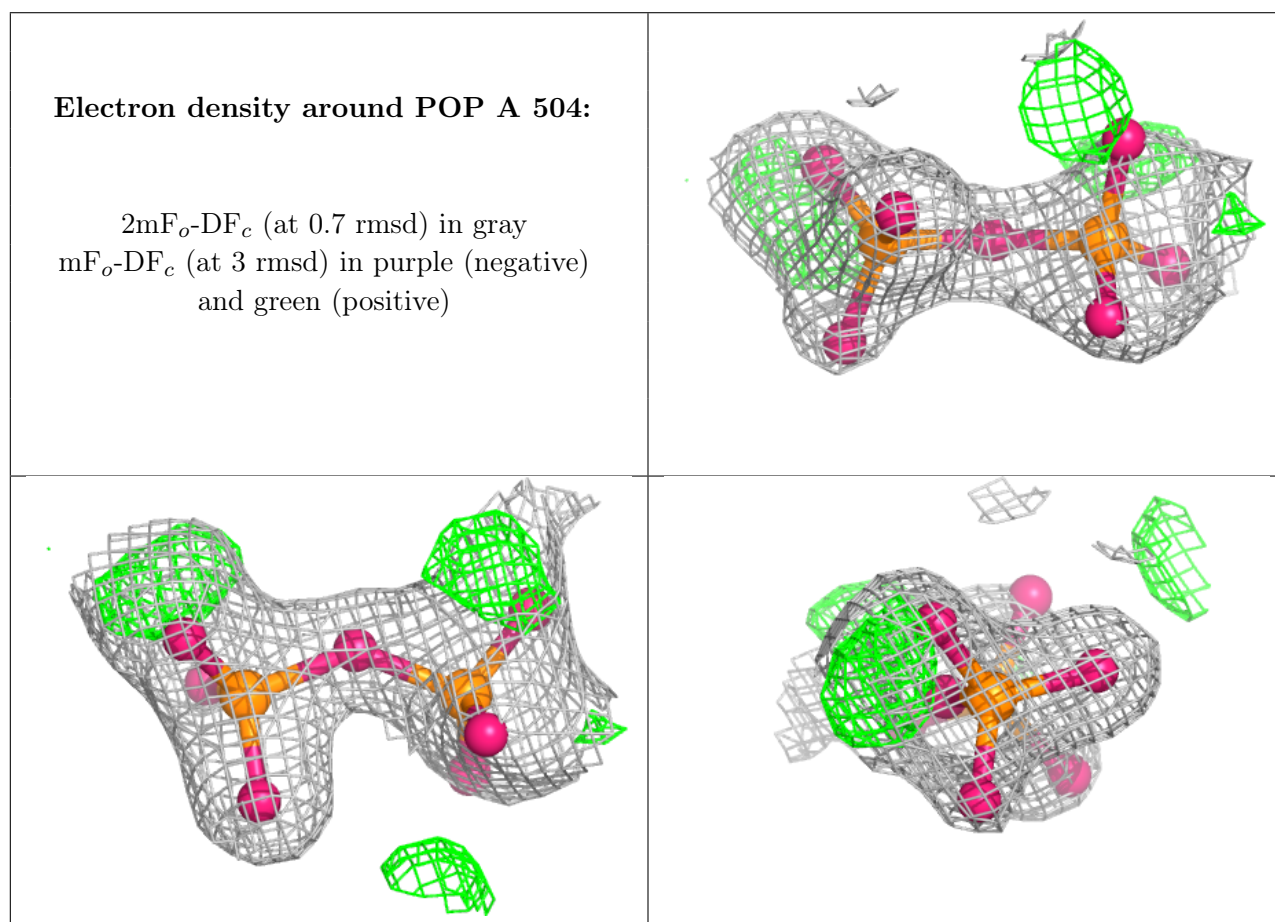 Electron density around POP A 504:
2mFₒ-DF𝒸 (at 0.7 rmsd) in gray
mFₒ-DF𝒸 (at 3 rmsd) in purple (negative)
and green (positive)